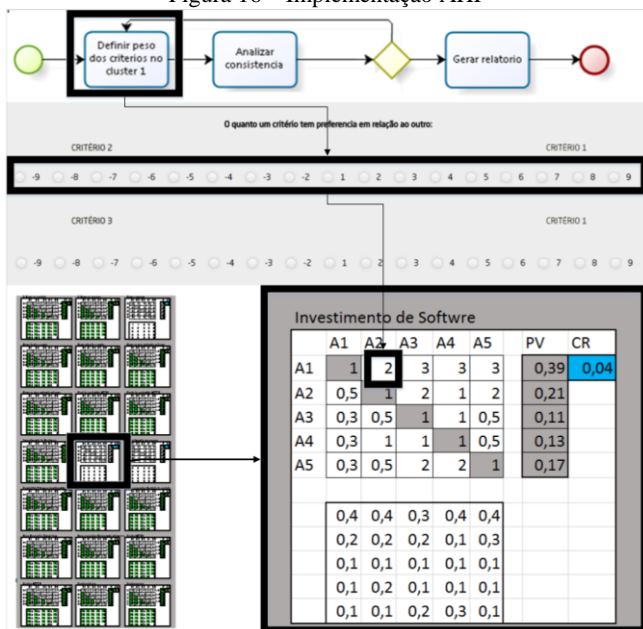 Figura 16 – Implementação AHP
Definir peso
dos criterios no
cluster 1
Analizar
consistencia
Gerar relatorio
O quanto um critério tem preferencia em relação ao outro:
CRITÉRIO 2 CRITÉRIO 1
-9 -8 -7 -6 -5 -4 -3 -2 1 2 3 4 5 6 7 8 9
CRITÉRIO 3 CRITÉRIO 1
-9 -8 -7 -6 -5 -4 -3 -2 1 2 3 4 5 6 7 8 9
Investimento de Softwre
A1 A2 A3 A4 A5 PV CR
A1 1 2 3 3 3 0,39 0,04
A2 0,5 1 2 1 2 0,21
A3 0,3 0,5 1 1 0,5 0,11
A4 0,3 1 1 1 0,5 0,13
A5 0,3 0,5 2 2 1 0,17
0,4 0,4 0,3 0,4 0,4
0,2 0,2 0,2 0,1 0,3
0,1 0,1 0,1 0,1 0,1
0,1 0,2 0,1 0,1 0,1
0,1 0,1 0,2 0,3 0,1